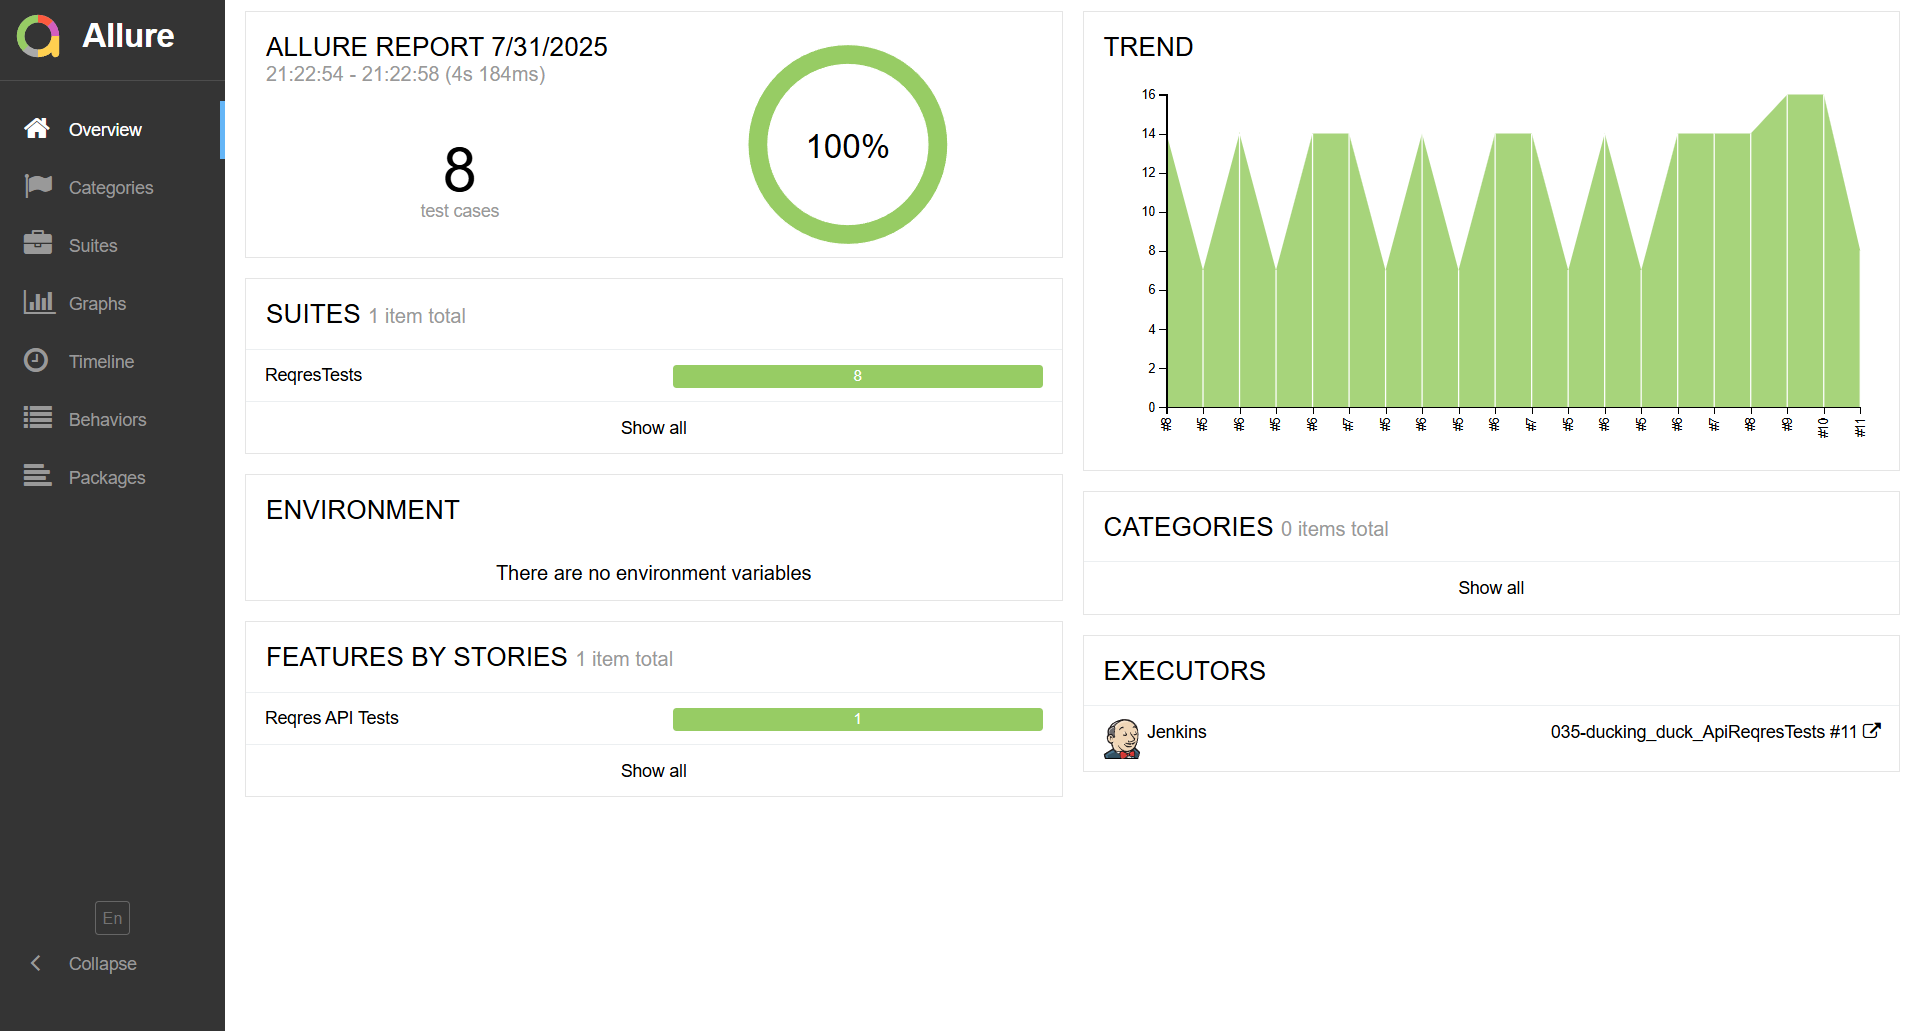 Allure
Overview
Categories
Suites
Graphs
Timeline
Behaviors
Packages
En
Collapse
ALLURE REPORT 7/31/2025
21:22:54 - 21:22:58 (4s 184ms)
8
test cases
100%
SUITES 1 item total
ReqresTests 8
Show all
ENVIRONMENT
There are no environment variables
FEATURES BY STORIES 1 item total
Reqres API Tests 1
Show all
TREND
16
14
12
10
8
6
4
2
0
#8 #5 #6 #5 #6 #7 #5 #6 #5 #6 #7 #5 #6 #5 #6 #7 #8 #9 #10 #11
CATEGORIES 0 items total
Show all
EXECUTORS
Jenkins 035-ducking_duck_ApiReqresTests #11